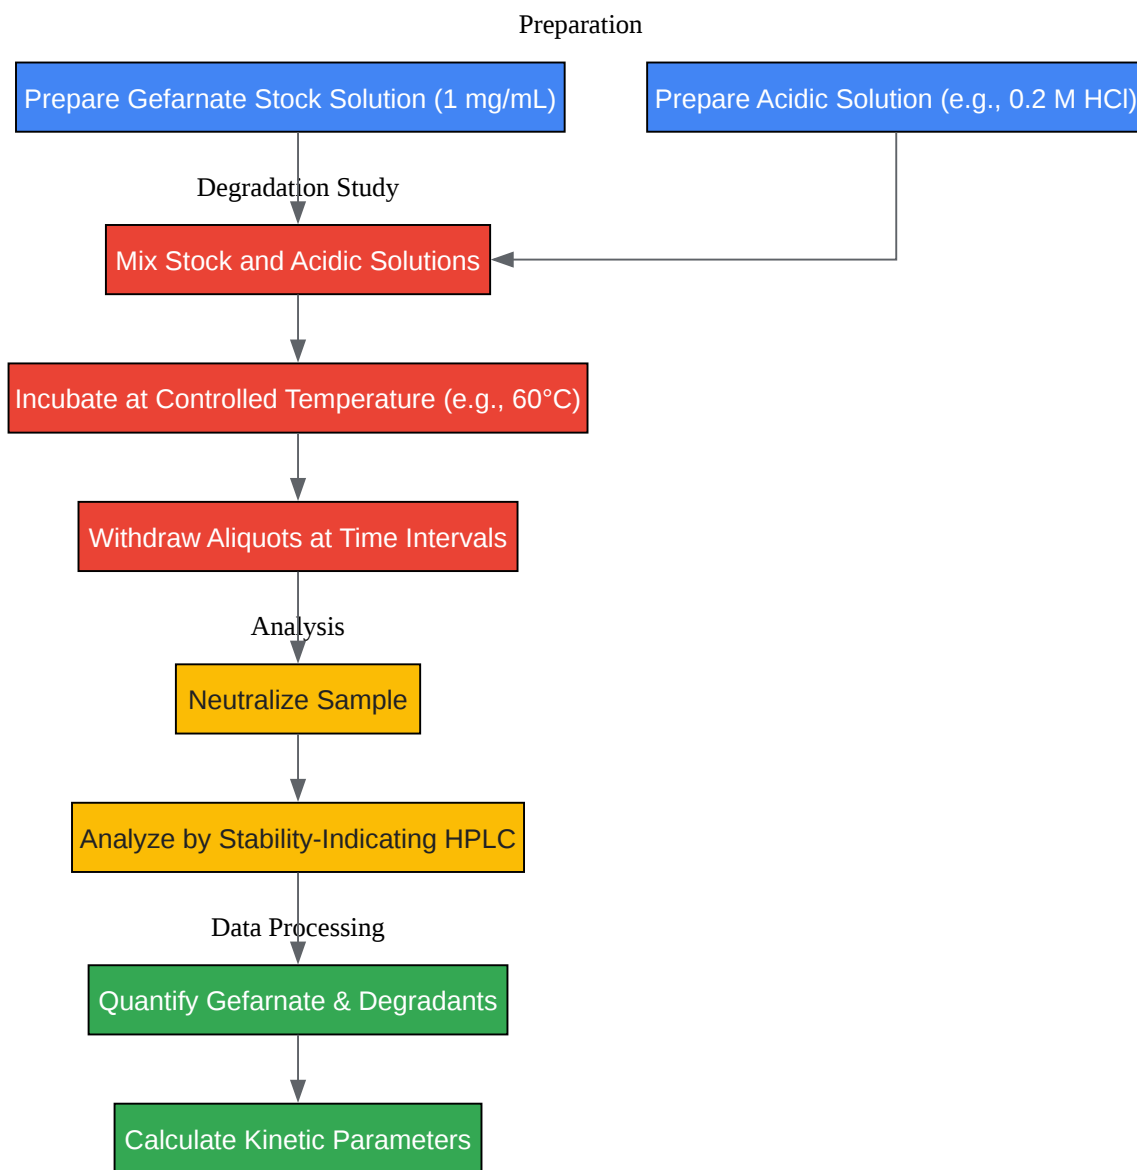 Preparation
Prepare Gefarnate Stock Solution (1 mg/mL)
Prepare Acidic Solution (e.g., 0.2 M HCl)
Degradation Study
Mix Stock and Acidic Solutions
Incubate at Controlled Temperature (e.g., 60°C)
Withdraw Aliquots at Time Intervals
Analysis
Neutralize Sample
Analyze by Stability-Indicating HPLC
Data Processing
Quantify Gefarnate & Degradants
Calculate Kinetic Parameters